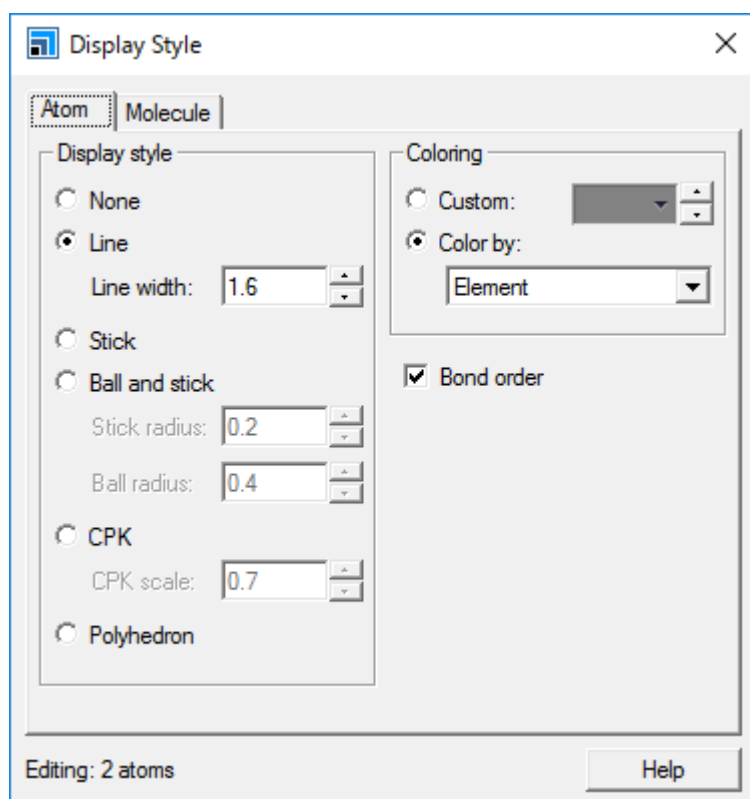 Display Style
Atom
Molecule
Display style
None
Line
Line width: 1.6
Stick
Ball and stick
Stick radius: 0.2
Ball radius: 0.4
CPK
CPK scale: 0.7
Polyhedron
Coloring
Custom:
Color by:
Element
Bond order
Editing: 2 atoms
Help